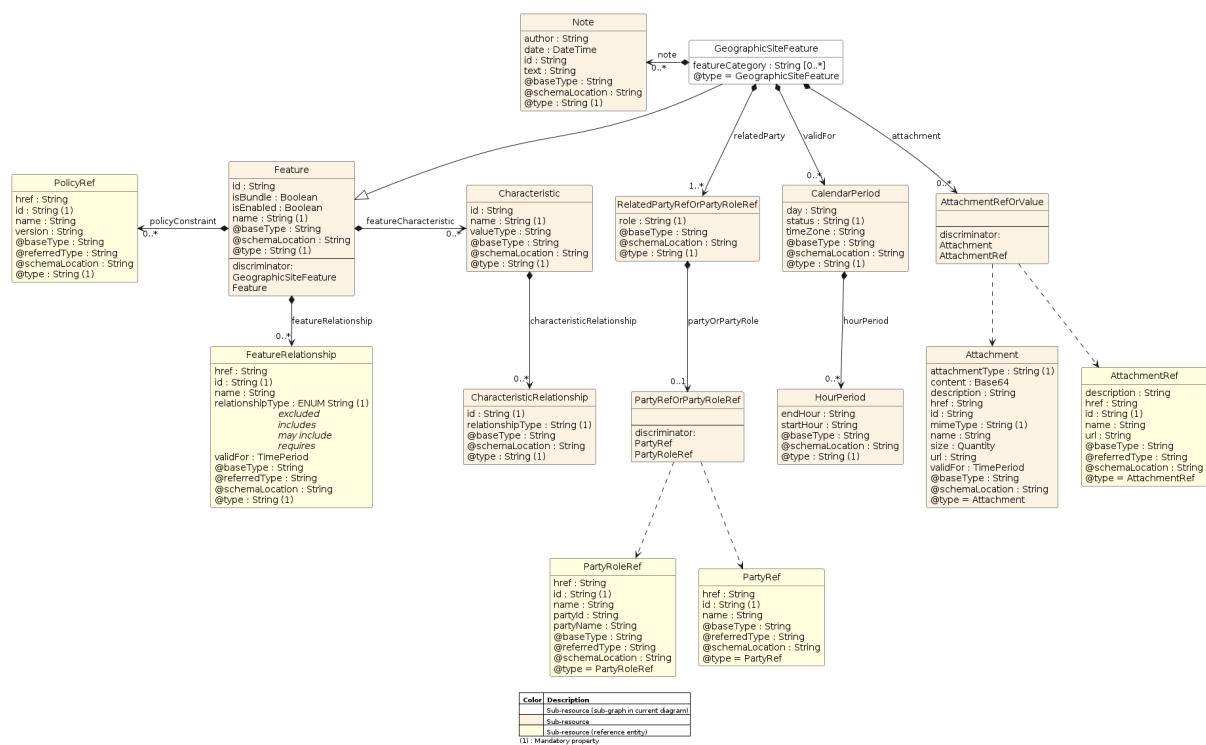 Note
author : String
date : DateTime
id : String
text : String
@baseType : String
@schemaLocation : String
@type : String (1)
note
0..*
GeographicSiteFeature
featureCategory : String [0..*]
@type = GeographicSiteFeature
relatedParty
validFor
attachment
1..*
0..*
0..*
PolicyRef
href : String
id : String (1)
name : String
version : String
@baseType : String
@referredType : String
@schemaLocation : String
@type : String (1)
policyConstraint
0..*
Feature
id : String
isBundle : Boolean
isEnabled : Boolean
name : String (1)
@baseType : String
@schemaLocation : String
@type : String (1)
discriminator:
GeographicSiteFeature
Feature
featureCharacteristic
0..*
Characteristic
id : String
name : String (1)
valueType : String
@baseType : String
@schemaLocation : String
@type : String (1)
RelatedPartyRefOrPartyRoleRef
role : String (1)
@baseType : String
@schemaLocation : String
@type : String (1)
CalendarPeriod
day : String
status : String (1)
timeZone : String
@baseType : String
@schemaLocation : String
@type : String (1)
AttachmentRefOrValue
discriminator:
Attachment
AttachmentRef
featureRelationship
0..*
characteristicRelationship
0..*
partyOrPartyRole
0..1
hourPeriod
0..*
FeatureRelationship
href : String
id : String (1)
name : String
relationshipType : ENUM String (1)
excluded
includes
may include
requires
validFor : TimePeriod
@baseType : String
@referredType : String
@schemaLocation : String
@type : String (1)
CharacteristicRelationship
id : String (1)
relationshipType : String (1)
@baseType : String
@schemaLocation : String
@type : String (1)
PartyRefOrPartyRoleRef
discriminator:
PartyRef
PartyRoleRef
HourPeriod
endHour : String
startHour : String
@baseType : String
@schemaLocation : String
@type : String (1)
Attachment
attachmentType : String (1)
content : Base64
description : String
href : String
id : String
mimeType : String (1)
name : String
size : Quantity
url : String
validFor : TimePeriod
@baseType : String
@schemaLocation : String
@type = Attachment
AttachmentRef
description : String
href : String
id : String (1)
name : String
url : String
@baseType : String
@referredType : String
@schemaLocation : String
@type = AttachmentRef
PartyRoleRef
href : String
id : String (1)
name : String
partyId : String
partyName : String
@baseType : String
@referredType : String
@schemaLocation : String
@type = PartyRoleRef
PartyRef
href : String
id : String (1)
name : String
@baseType : String
@referredType : String
@schemaLocation : String
@type = PartyRef
Color Description
Sub-resource (sub-graph in current diagram)
Sub-resource
Sub-resource (reference entity)
(1) : Mandatory property